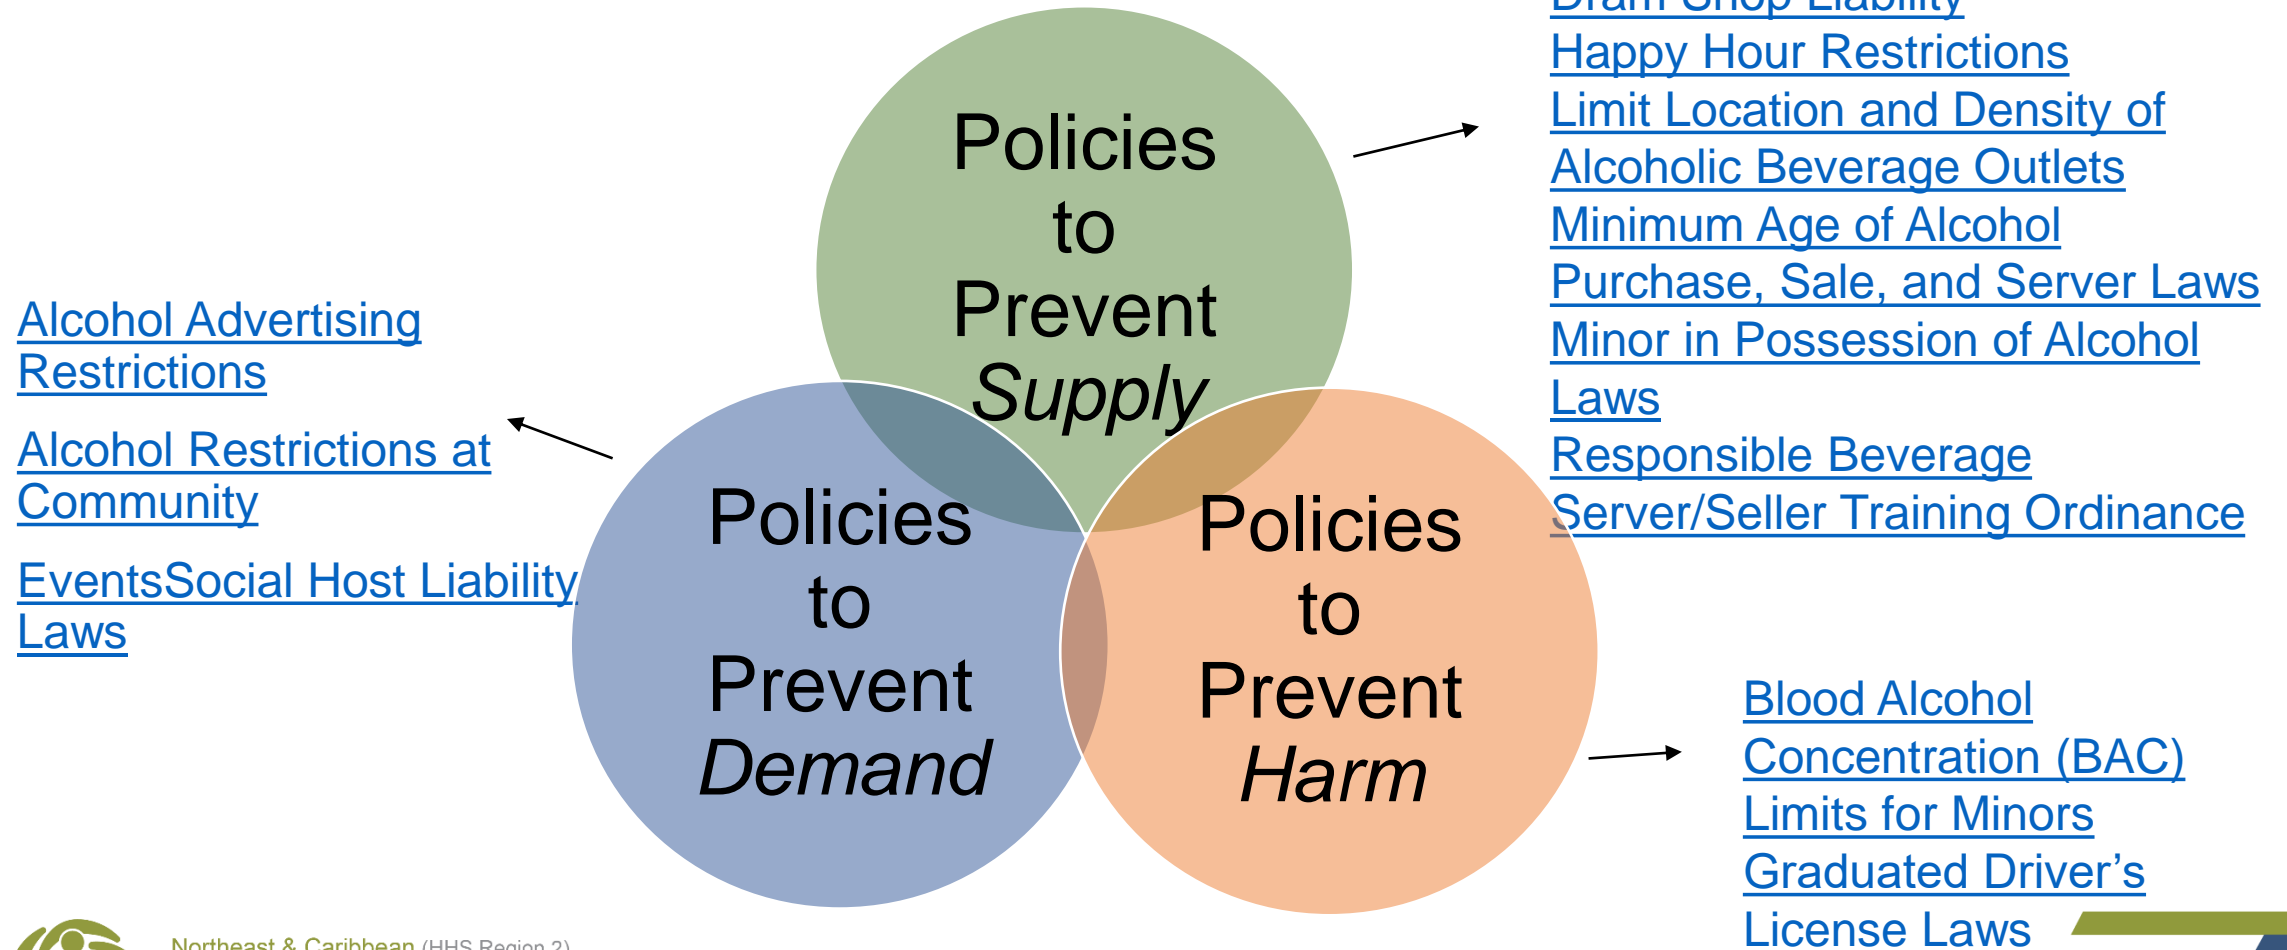 Dram Shop Liability
Happy Hour Restrictions
Limit Location and Density of
Alcoholic Beverage Outlets
Minimum Age of Alcohol
Purchase, Sale, and Server Laws
Minor in Possession of Alcohol
Laws
Responsible Beverage
Server/Seller Training Ordinance
Policies
to
Prevent
Supply
Alcohol Advertising
Restrictions
Alcohol Restrictions at
Community
EventsSocial Host Liability
Laws
Policies
to
Prevent
Demand
Policies
to
Prevent
Harm
Blood Alcohol
Concentration (BAC)
Limits for Minors
Graduated Driver’s
License Laws
Northeast & Caribbean (HHS Region 2)